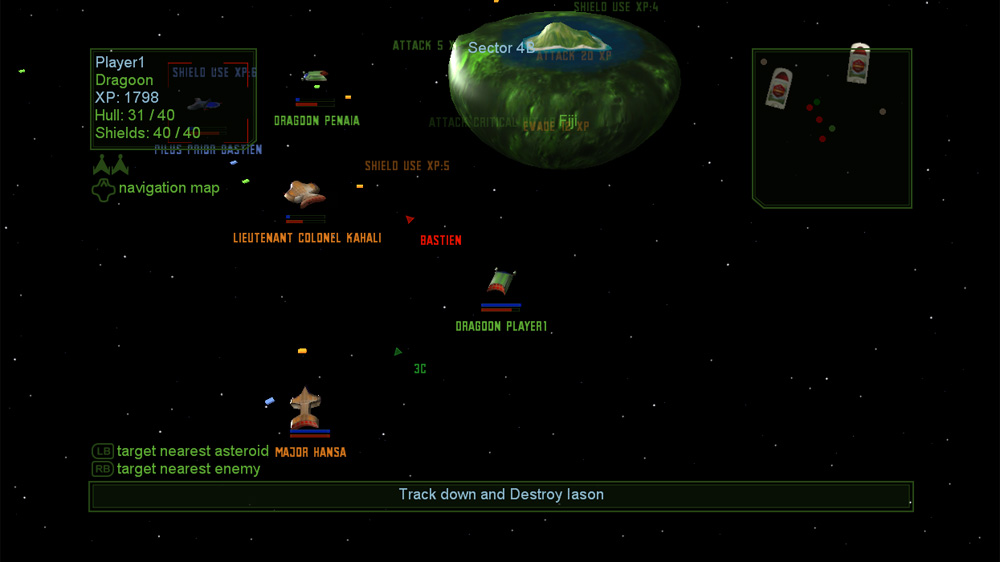 SHIELD USE XP:4
Sector 4B
ATTACK 5 X
ATTACK 20 XP
Player1
Dragoon
XP: 1798
Hull: 31 / 40
Shields: 40 / 40
SHIELD USE XP:6
DRAGOON PENAIA
ATTACK CRITICAL
EVADE
XP
Fiji
PILUS PRIOR BASTIEN
SHIELD USE XP:5
navigation map
LIEUTENANT COLONEL KAHALI
BASTIEN
DRAGOON PLAYER1
3C
LB target nearest asteroid
MAJOR HANSA
RB target nearest enemy
Track down and Destroy Iason